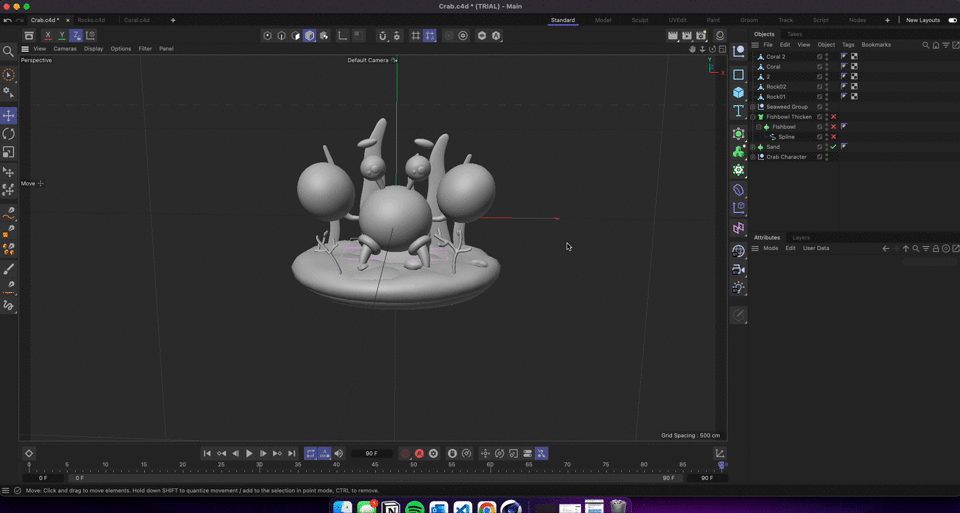 Crab.c4d * (TRIAL) - Main
Crab.c4d *
Rocks.c4d
Coral.c4d
Standard
Model
Sculpt
UVEdit
Paint
Groom
Track
Script
Nodes
New Layouts
X
Y
Z
View
Cameras
Display
Options
Filter
Panel
Perspective
Default Camera
Y
X
Move
Grid Spacing : 500 cm
Objects
Takes
File
Edit
View
Object
Tags
Bookmarks
Coral 2
Coral
2
Rock02
Rock01
Seaweed Group
Fishbowl Thicken
Fishbowl
Spline
Sand
Crab Character
Attributes
Layers
Mode
Edit
User Data
90 F
0
5
10
15
20
25
30
35
40
45
50
55
60
65
70
75
80
85
90
0 F
0 F
90 F
90 F
Move: Click and drag to move elements. Hold down SHIFT to quantize movement / add to the selection in point mode, CTRL to remove.